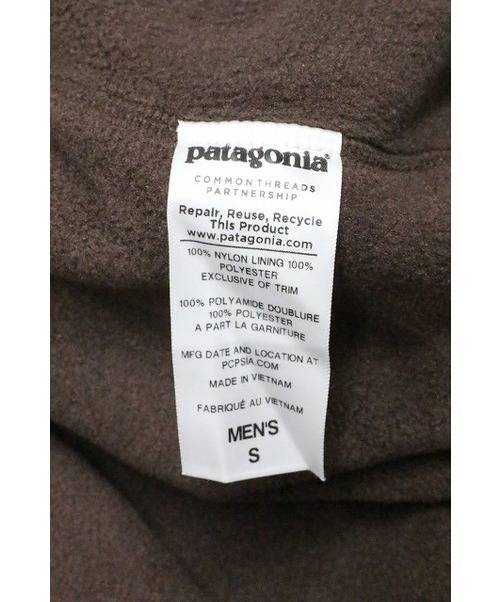 patagonia®
COMMONTHREADS
PARTNERSHIP
Repair, Reuse, Recycle
This Product
www.patagonia.com
100% NYLON LINING 100%
POLYESTER
EXCLUSIVE OF TRIM
100% POLYAMIDE DOUBLURE
100% POLYESTER
A PART LA GARNITURE
MFG DATE AND LOCATION AT
PCPSIA.COM
MADE IN VIETNAM
FABRIQUÉ AU VIETNAM
MEN'S
S